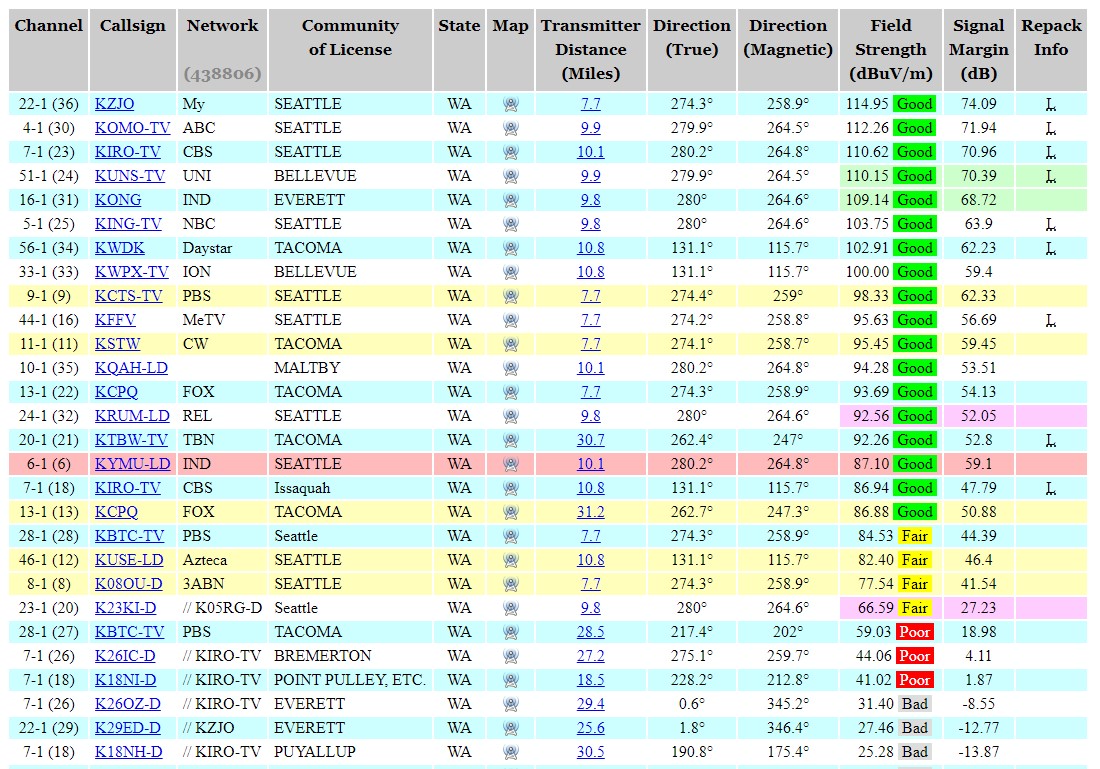 Channel Callsign Network Community State Map Transmitter Direction Direction Field Signal Repack
of License Distance (True) (Magnetic) Strength Margin Info
(438806) (Miles) (dBuV/m) (dB)
22-1 (36) KZJO My SEATTLE WA 7.7 274.3° 258.9° 114.95 Good 74.09 L
4-1 (30) KOMO-TV ABC SEATTLE WA 9.9 279.9° 264.5° 112.26 Good 71.94 L
7-1 (23) KIRO-TV CBS SEATTLE WA 10.1 280.2° 264.8° 110.62 Good 70.96 L
51-1 (24) KUNS-TV UNI BELLEVUE WA 9.9 279.9° 264.5° 110.15 Good 70.39 L
16-1 (31) KONG IND EVERETT WA 9.8 280° 264.6° 109.14 Good 68.72
5-1 (25) KING-TV NBC SEATTLE WA 9.8 280° 264.6° 103.75 Good 63.9 L
56-1 (34) KWDK Daystar TACOMA WA 10.8 131.1° 115.7° 102.91 Good 62.23 L
33-1 (33) KWPX-TV ION BELLEVUE WA 10.8 131.1° 115.7° 100.00 Good 59.4
9-1 (9) KCTS-TV PBS SEATTLE WA 7.7 274.4° 259° 98.33 Good 62.33
44-1 (16) KFFV MeTV SEATTLE WA 7.7 274.2° 258.8° 95.63 Good 56.69 L
11-1 (11) KSTW CW TACOMA WA 7.7 274.1° 258.7° 95.45 Good 59.45
10-1 (35) KQAH-LD MALTBY WA 10.1 280.2° 264.8° 94.28 Good 53.51
13-1 (22) KCPQ FOX TACOMA WA 7.7 274.3° 258.9° 93.69 Good 54.13
24-1 (32) KRUM-LD REL SEATTLE WA 9.8 280° 264.6° 92.56 Good 52.05
20-1 (21) KTBW-TV TBN TACOMA WA 30.7 262.4° 247° 92.26 Good 52.8 L
6-1 (6) KYMU-LD IND SEATTLE WA 10.1 280.2° 264.8° 87.10 Good 59.1
7-1 (18) KIRO-TV CBS Issaquah WA 10.8 131.1° 115.7° 86.94 Good 47.79 L
13-1 (13) KCPQ FOX TACOMA WA 31.2 262.7° 247.3° 86.88 Good 50.88
28-1 (28) KBTC-TV PBS Seattle WA 7.7 274.3° 258.9° 84.53 Fair 44.39
46-1 (12) KUSE-LD Azteca SEATTLE WA 10.8 131.1° 115.7° 82.40 Fair 46.4
8-1 (8) K08OU-D 3ABN SEATTLE WA 7.7 274.3° 258.9° 77.54 Fair 41.54
23-1 (20) K23KI-D // K05RG-D Seattle WA 9.8 280° 264.6° 66.59 Fair 27.23
28-1 (27) KBTC-TV PBS TACOMA WA 28.5 217.4° 202° 59.03 Poor 18.98
7-1 (26) K26IC-D // KIRO-TV BREMERTON WA 27.2 275.1° 259.7° 44.06 Poor 4.11
7-1 (18) K18NI-D // KIRO-TV POINT PULLEY, ETC. WA 18.5 228.2° 212.8° 41.02 Poor 1.87
7-1 (26) K26OZ-D // KIRO-TV EVERETT WA 29.4 0.6° 345.2° 31.40 Bad -8.55
22-1 (29) K29ED-D // KZJO EVERETT WA 25.6 1.8° 346.4° 27.46 Bad -12.77
7-1 (18) K18NH-D // KIRO-TV PUYALLUP WA 30.5 190.8° 175.4° 25.28 Bad -13.87